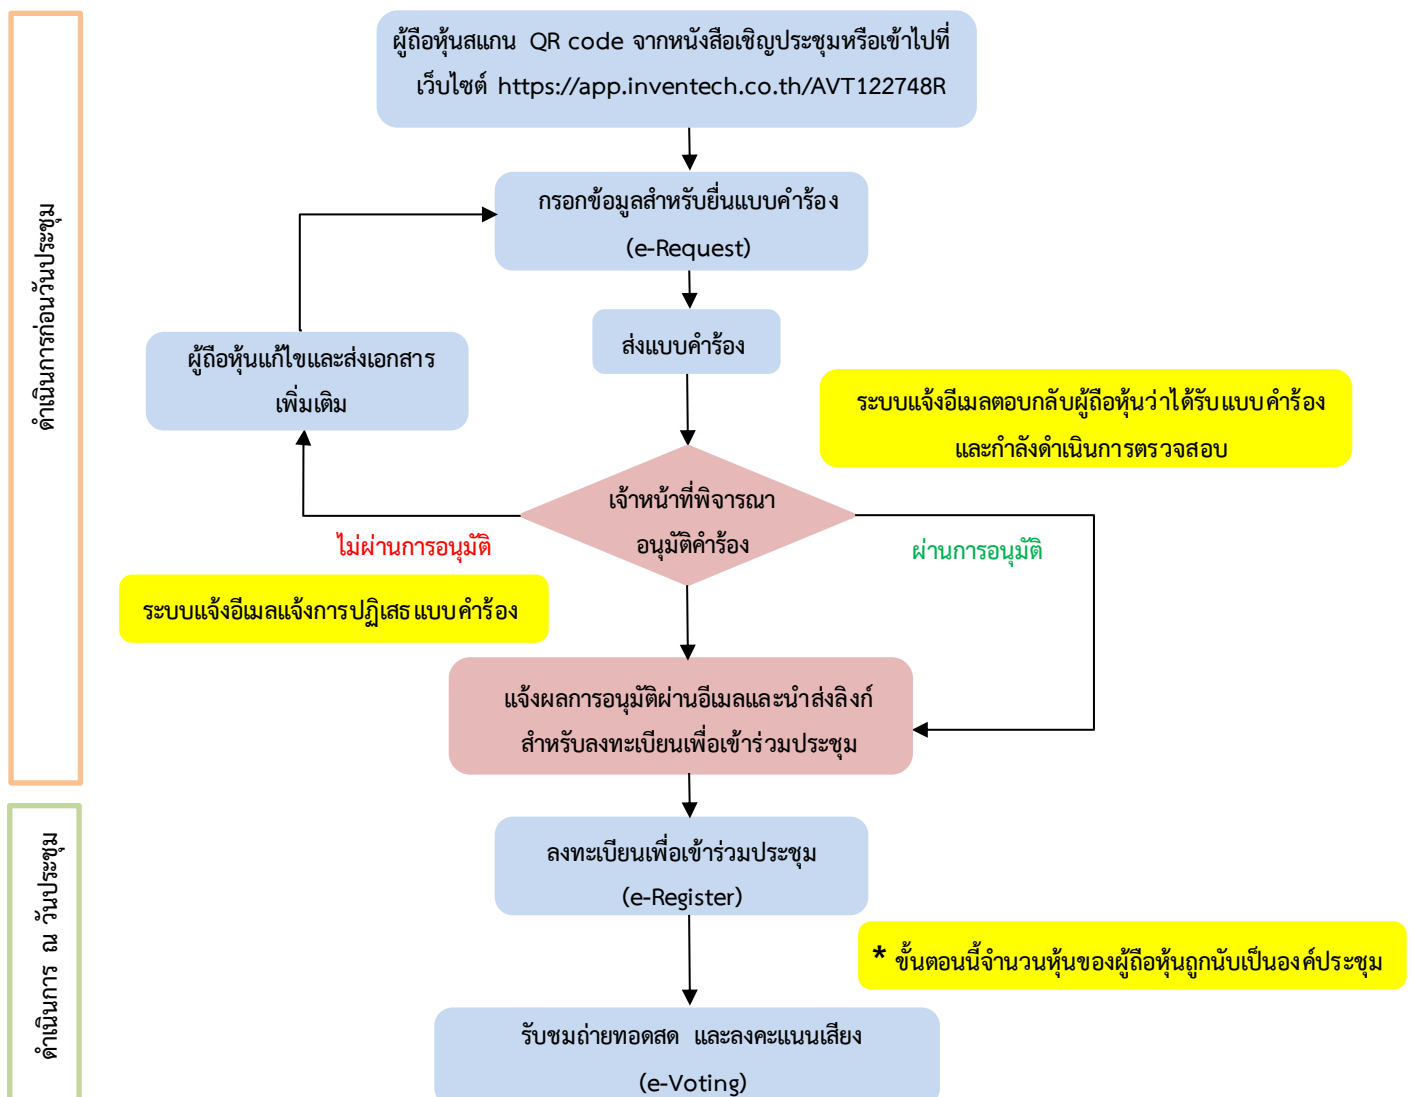 ดำเนินการก่อนวันประชุม
ผู้ถือหุ้นสแกน QR code จากหนังสือเชิญประชุมหรือเข้าไปที่
เว็บไซต์ https://app.inventech.co.th/AVT122748R
กรอกข้อมูลสำหรับยื่นแบบคำร้อง
(e-Request)
ส่งแบบคำร้อง
ผู้ถือหุ้นแก้ไขและส่งเอกสาร
เพิ่มเติม
ระบบแจ้งอีเมลตอบกลับผู้ถือหุ้นว่าได้รับแบบคำร้อง
และกำลังดำเนินการตรวจสอบ
เจ้าหน้าที่พิจารณา
อนุมัติคำร้อง
ไม่ผ่านการอนุมัติ
ผ่านการอนุมัติ
ระบบแจ้งอีเมลแจ้งการปฏิเสธแบบคำร้อง
แจ้งผลการอนุมัติผ่านอีเมลและนำส่งลิงก์
สำหรับลงทะเบียนเพื่อเข้าร่วมประชุม
ดำเนินการ ณ วันประชุม
ลงทะเบียนเพื่อเข้าร่วมประชุม
(e-Register)
* ขั้นตอนนี้จำนวนหุ้นของผู้ถือหุ้นถูกนับเป็นองค์ประชุม
รับชมถ่ายทอดสด และลงคะแนนเสียง
(e-Voting)